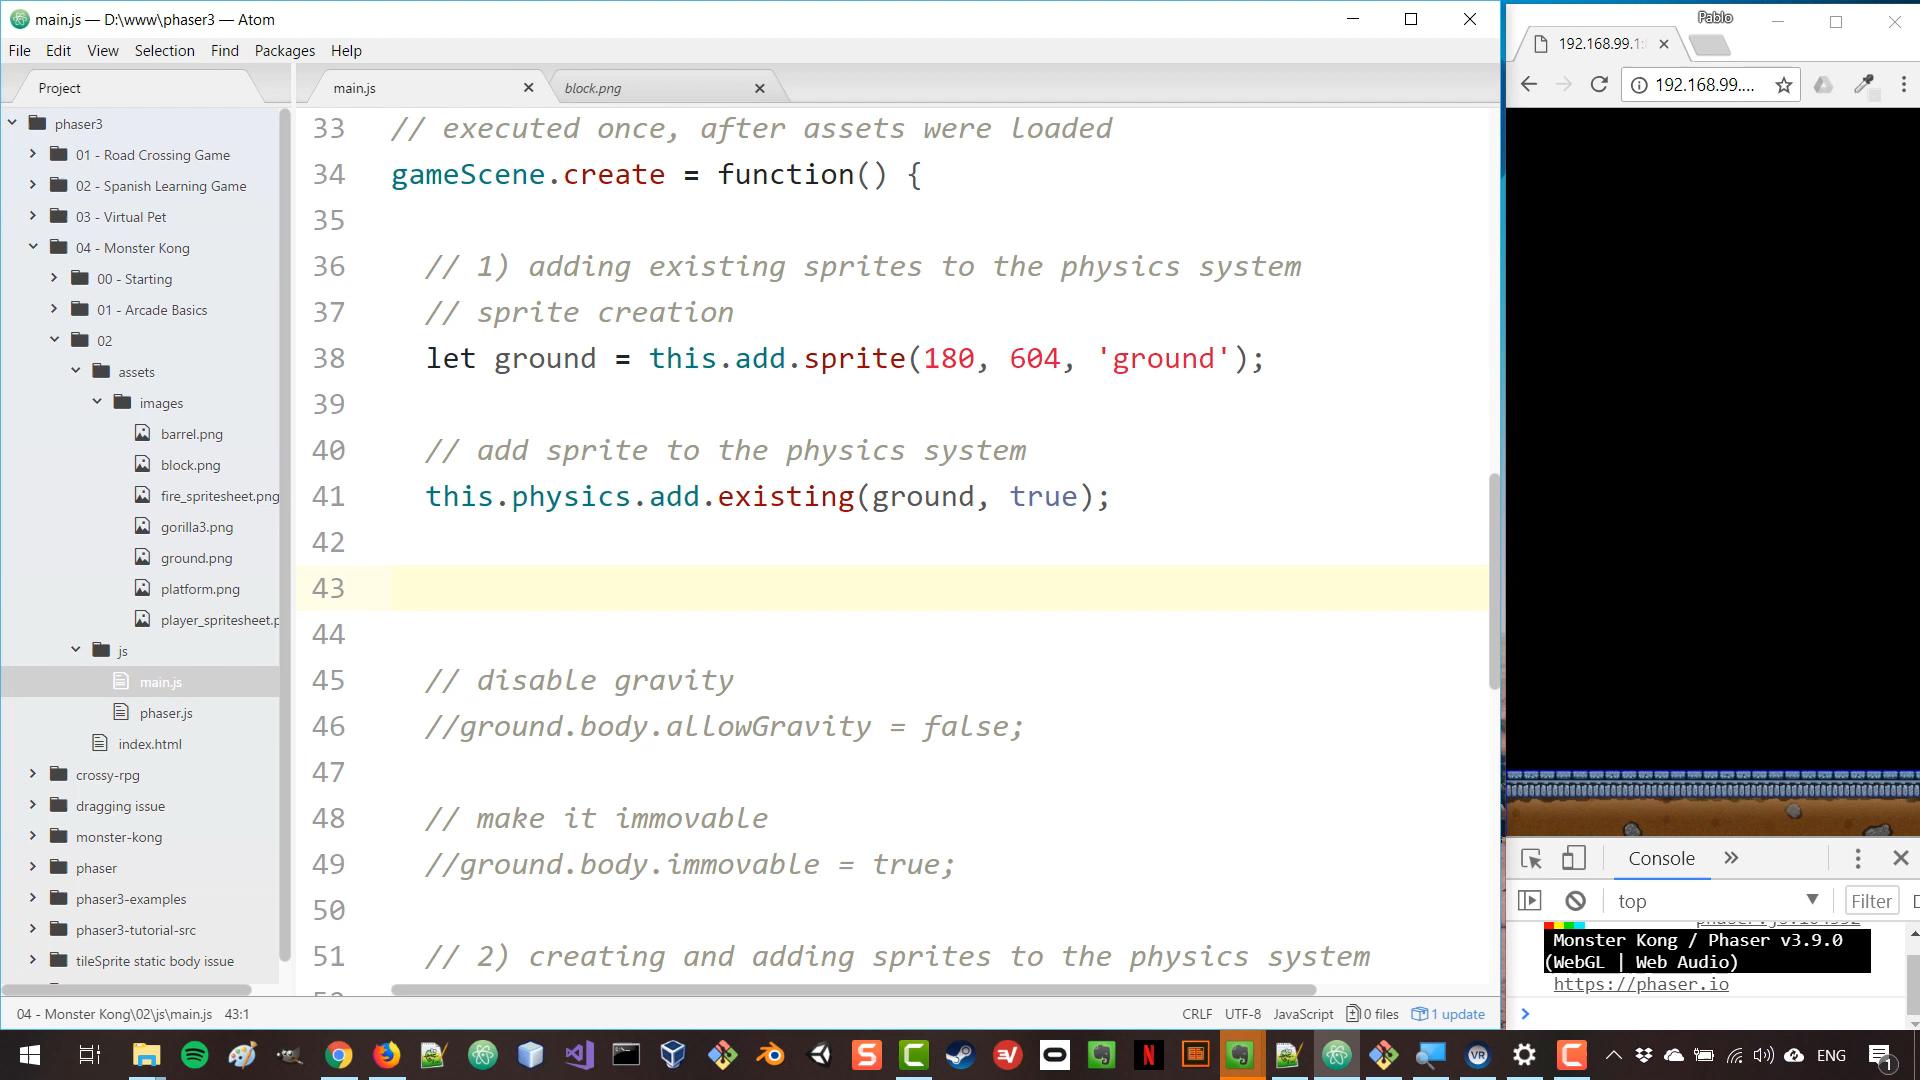 main.js — D:\www\phaser3 — Atom
File Edit View Selection Find Packages Help
Project
main.js
block.png
phaser3
01 - Road Crossing Game
02 - Spanish Learning Game
03 - Virtual Pet
04 - Monster Kong
00 - Starting
01 - Arcade Basics
02
assets
images
barrel.png
block.png
fire_spritesheet.png
gorilla3.png
ground.png
platform.png
player_spritesheet.p
js
main.js
phaser.js
index.html
crossy-rpg
dragging issue
monster-kong
phaser
phaser3-examples
phaser3-tutorial-src
tileSprite static body issue
33 // executed once, after assets were loaded
34 gameScene.create = function() {
35
36 // 1) adding existing sprites to the physics system
37 // sprite creation
38 let ground = this.add.sprite(180, 604, 'ground');
39
40 // add sprite to the physics system
41 this.physics.add.existing(ground, true);
42
43
44
45 // disable gravity
46 //ground.body.allowGravity = false;
47
48 // make it immovable
49 //ground.body.immovable = true;
50
51 // 2) creating and adding sprites to the physics system
04 - Monster Kong\02\js\main.js 43:1
CRLF UTF-8 JavaScript 0 files 1 update
Pablo
192.168.99.1:
192.168.99....
Console
top
Filter
Monster Kong / Phaser v3.9.0
(WebGL | Web Audio)
https://phaser.io
ENG
1